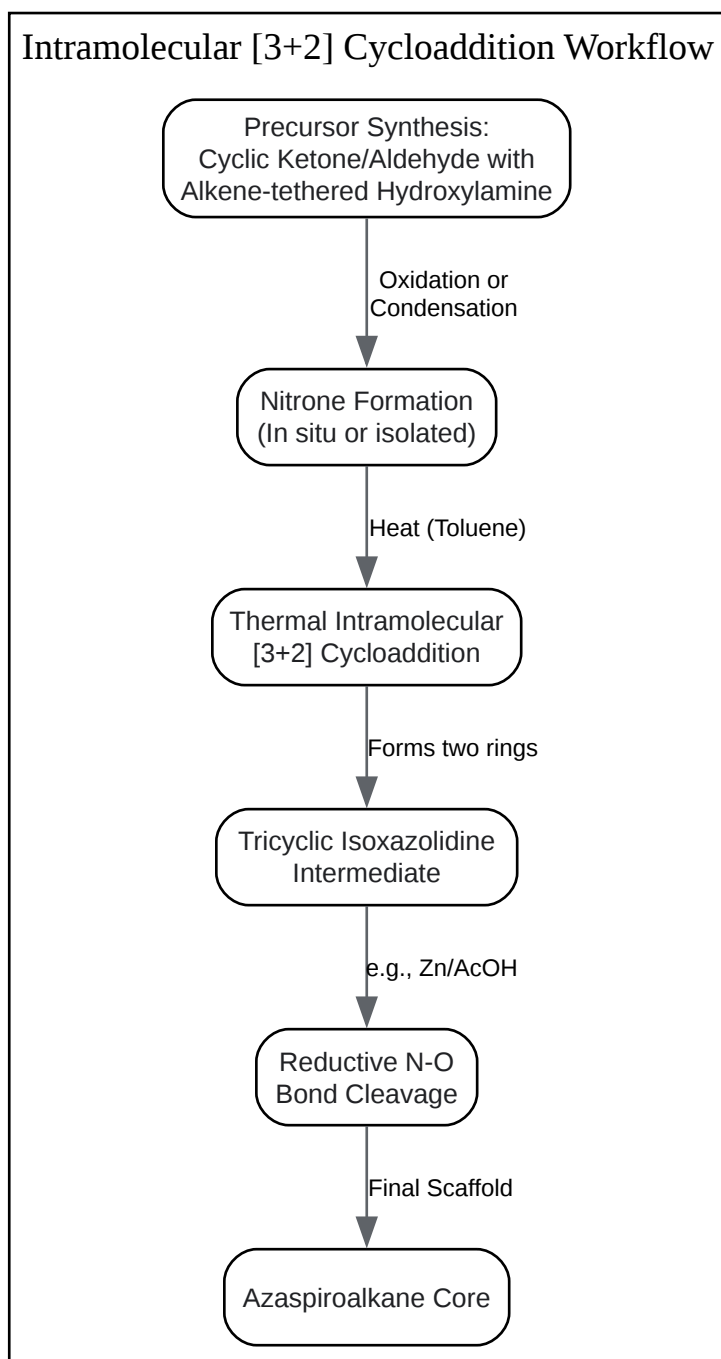 Intramolecular [3+2] Cycloaddition Workflow
Precursor Synthesis:
Cyclic Ketone/Aldehyde with
Alkene-tethered Hydroxylamine
Oxidation or
Condensation
Nitrone Formation
(In situ or isolated)
Heat (Toluene)
Thermal Intramolecular
[3+2] Cycloaddition
Forms two rings
Tricyclic Isoxazolidine
Intermediate
e.g., Zn/AcOH
Reductive N-O
Bond Cleavage
Final Scaffold
Azaspiroalkane Core